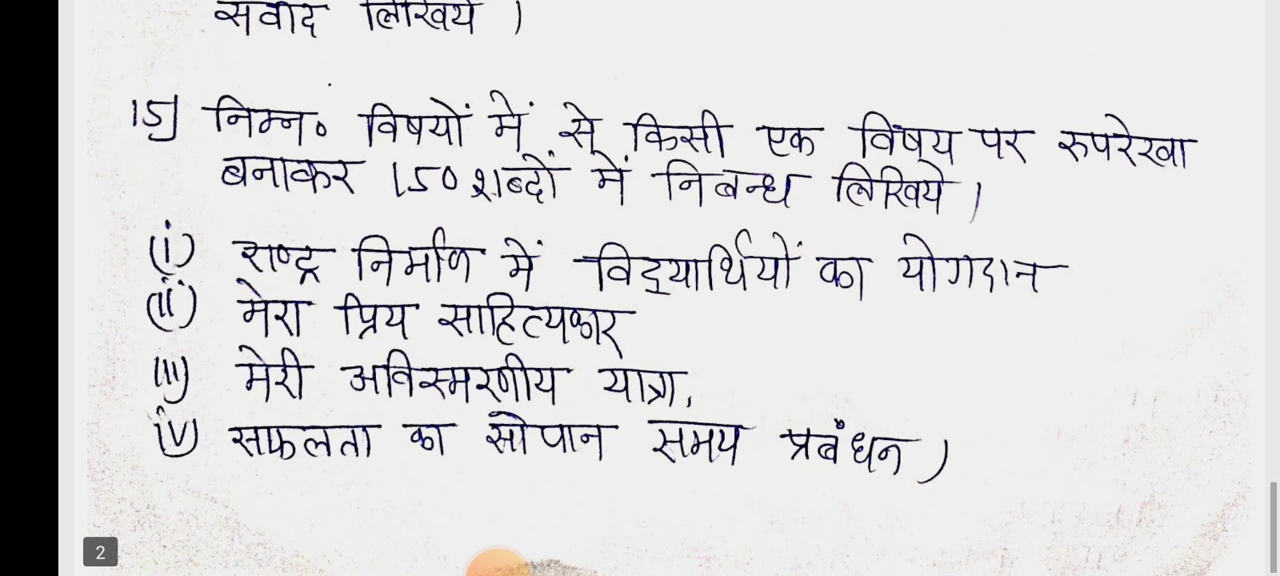 संवाद लिखिये।
15] निम्न० विषयों में से किसी एक विषय पर रुपरेखा
बनाकर 150 शब्दों में निबन्ध लिखिये।
(i) राष्ट्र निर्माण में विद्यार्थियों का योगदान
(ii) मेरा प्रिय साहित्यकार
(iii) मेरी अविस्मरणीय यात्रा,
iv) सफलता का सोपान समय प्रबंधन।
2